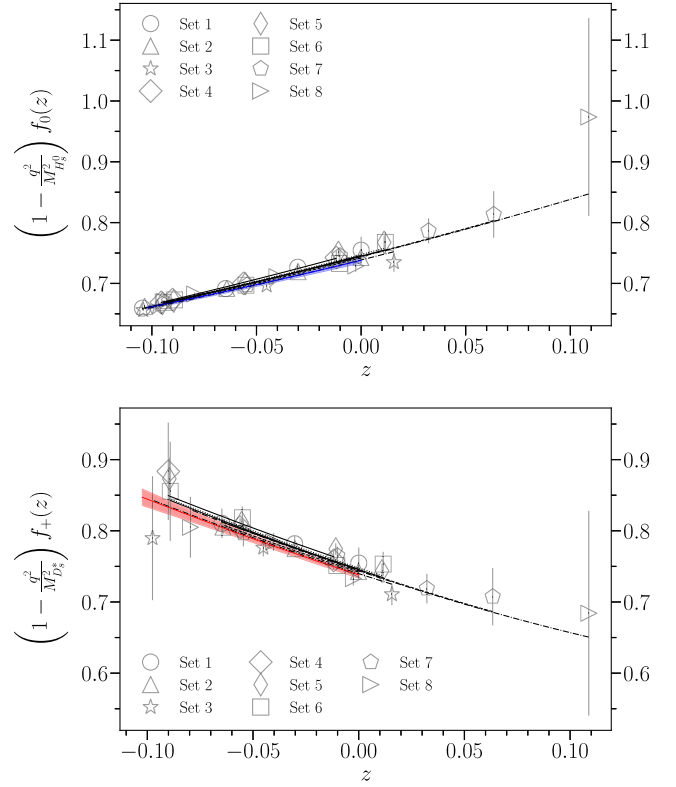 Set 1 Set 5
Set 2 Set 6
Set 3 Set 7
Set 4 Set 8
1.1 1.1
1.0 1.0
0.9 0.9
0.8 0.8
0.7 0.7
(1 − q²/M²_{H_s^0}) f₀(z)
−0.10 −0.05 0.00 0.05 0.10
z
0.9 0.9
0.8 0.8
0.7 0.7
0.6 0.6
(1 − q²/M²_{D_s^*}) f₊(z)
Set 1 Set 4 Set 7
Set 2 Set 5 Set 8
Set 3 Set 6
−0.10 −0.05 0.00 0.05 0.10
z